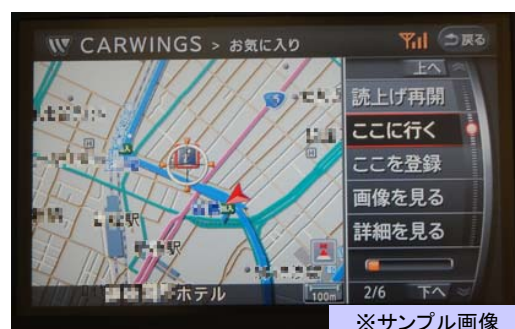 CARWINGS > お気に入り
戻る
上へ
読上げ再開
ここに行く
ここを登録
画像を見る
詳細を見る
2/6 下へ
駅
駅
ホテル
100m
※サンプル画像